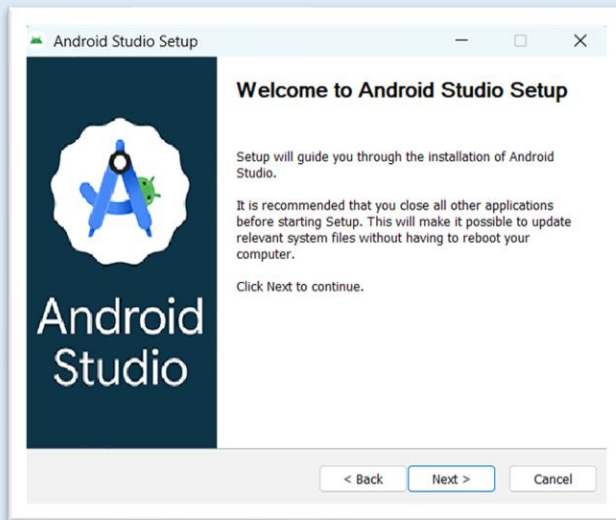 Android Studio Setup
Welcome to Android Studio Setup
Setup will guide you through the installation of Android
Studio.
It is recommended that you close all other applications
before starting Setup. This will make it possible to update
relevant system files without having to reboot your
computer.
Click Next to continue.
Android
Studio
< Back Next > Cancel